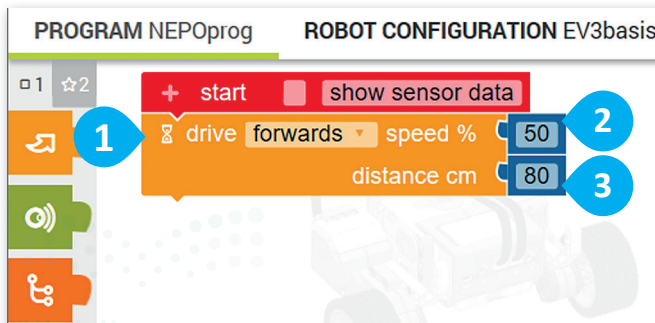 PROGRAM NEPOprog ROBOT CONFIGURATION EV3basis
1 2 start show sensor data
1 drive forwards speed % 50 2
distance cm 80 3